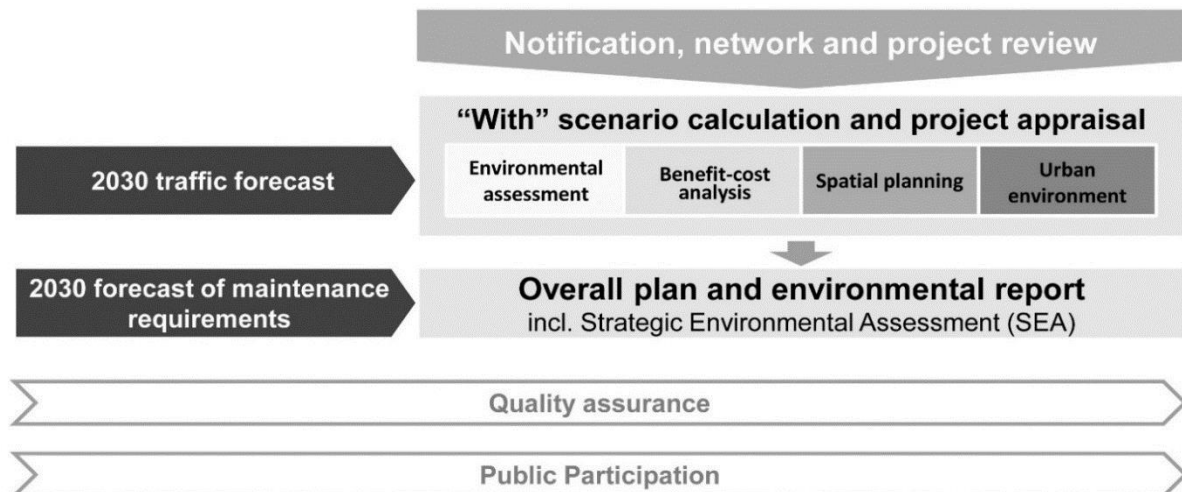 Notification, network and project review
“With” scenario calculation and project appraisal
2030 traffic forecast
Environmental
assessment
Benefit-cost
analysis
Spatial planning
Urban
environment
2030 forecast of maintenance
requirements
Overall plan and environmental report
incl. Strategic Environmental Assessment (SEA)
Quality assurance
Public Participation